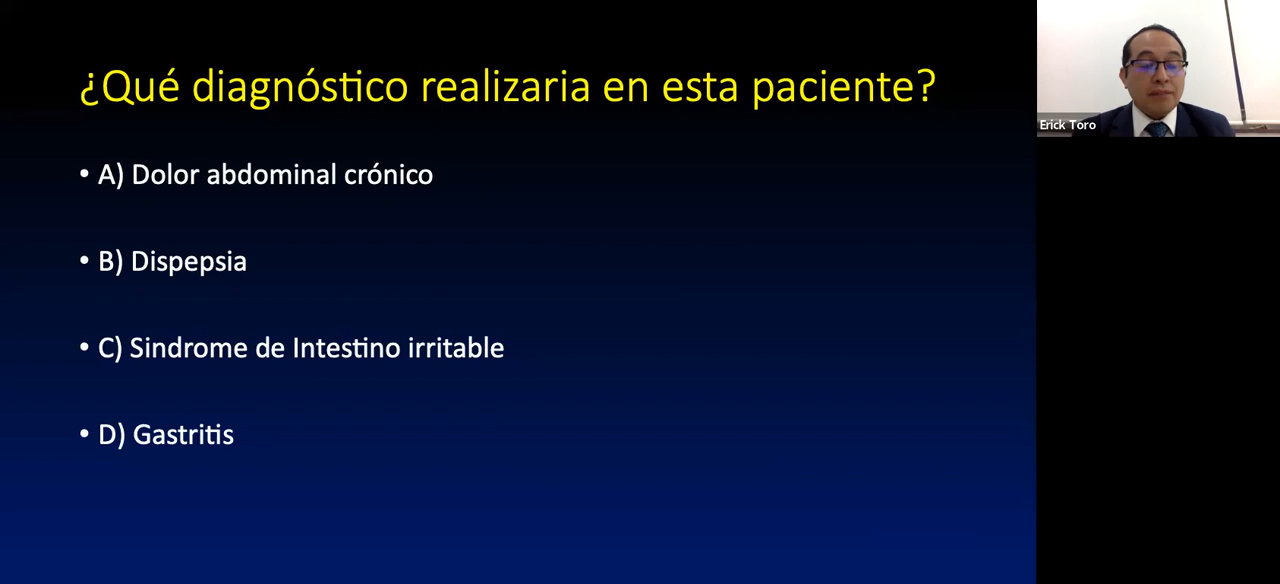 ¿Qué diagnóstico realizaria en esta paciente?
• A) Dolor abdominal crónico
• B) Dispepsia
• C) Sindrome de Intestino irritable
• D) Gastritis
Erick Toro